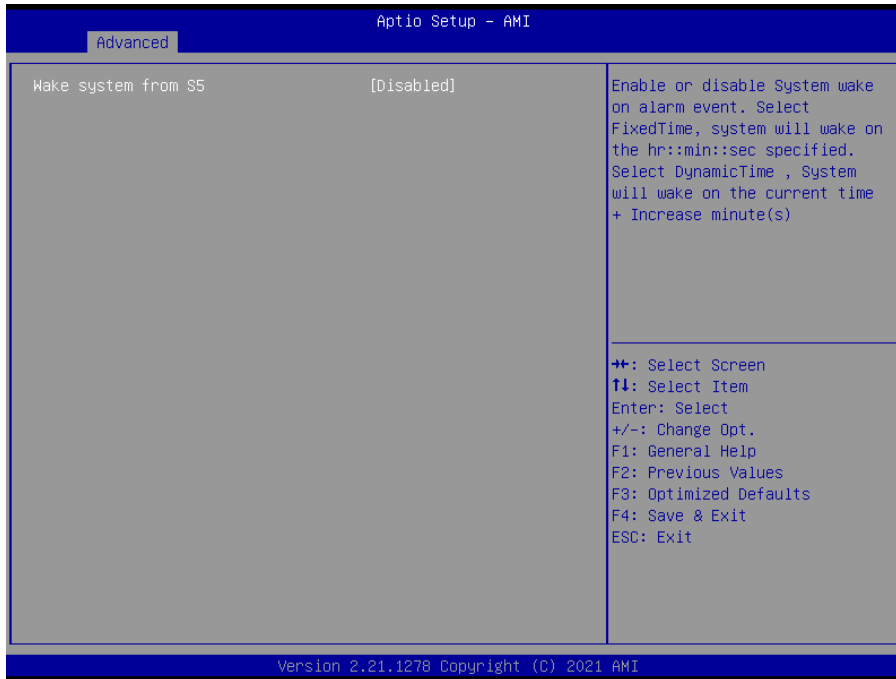 Aptio Setup – AMI
Advanced
Wake system from S5 [Disabled]
Enable or disable System wake
on alarm event. Select
FixedTime, system will wake on
the hr::min::sec specified.
Select DynamicTime , System
will wake on the current time
+ Increase minute(s)
→←: Select Screen
↑↓: Select Item
Enter: Select
+/-: Change Opt.
F1: General Help
F2: Previous Values
F3: Optimized Defaults
F4: Save & Exit
ESC: Exit
Version 2.21.1278 Copyright (C) 2021 AMI